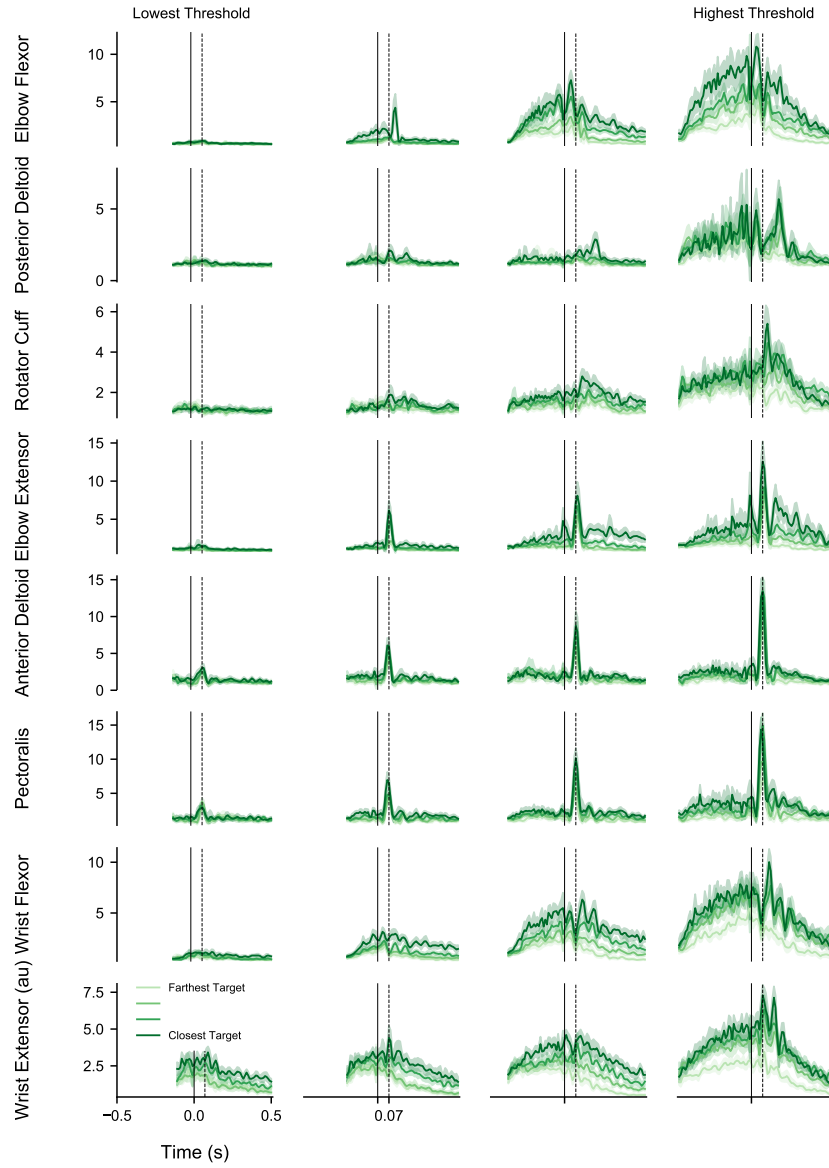 Lowest Threshold
Highest Threshold
Elbow Flexor
10
5
Posterior Deltoid
5
0
Rotator Cuff
6
4
2
Elbow Extensor
15
10
5
Anterior Deltoid
15
10
5
0
Pectoralis
15
10
5
Wrist Flexor
10
5
Wrist Extensor (au)
7.5
5.0
2.5
Farthest Target
Closest Target
−0.5
0.0
0.5
0.07
Time (s)